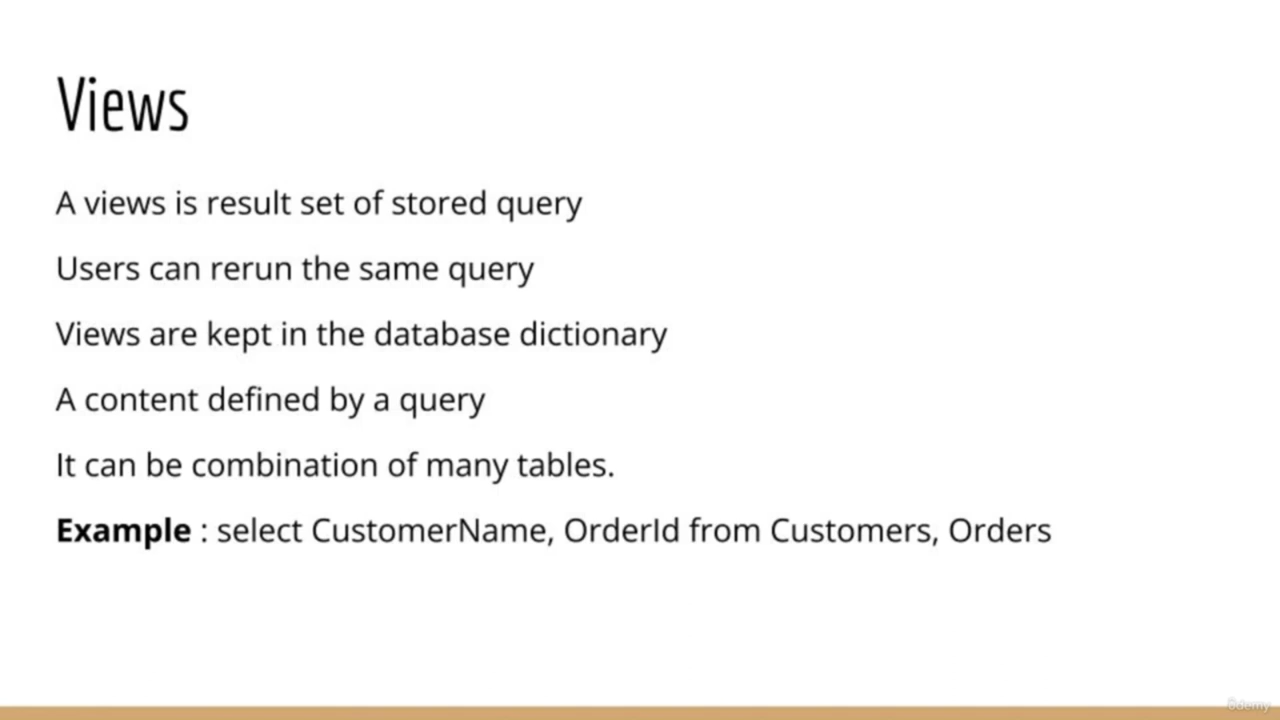 Views
A views is result set of stored query
Users can rerun the same query
Views are kept in the database dictionary
A content defined by a query
It can be combination of many tables.
Example : select CustomerName, OrderId from Customers, Orders
ûdemy